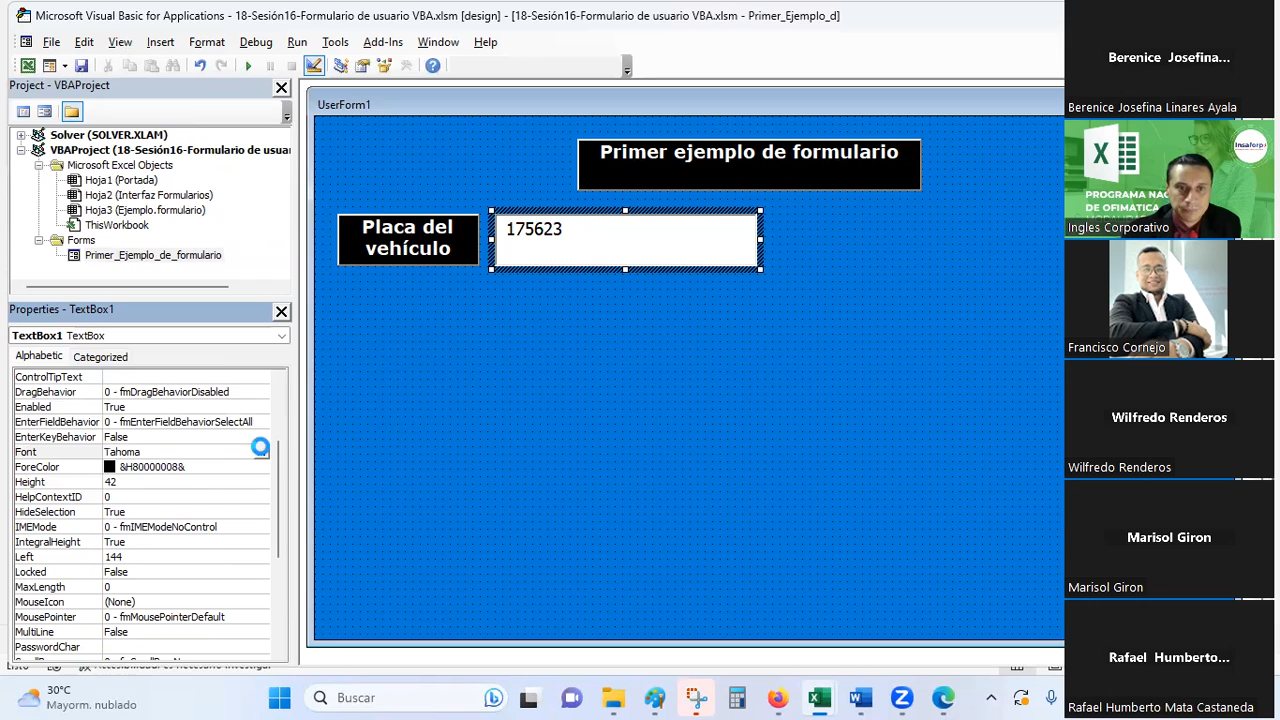 Microsoft Visual Basic for Applications - 18-Sesión16-Formulario de usuario VBA.xlsm [design] - [18-Sesión16-Formulario de usuario VBA.xlsm - Primer_Ejemplo_d]
File Edit View Insert Format Debug Run Tools Add-Ins Window Help
Project - VBAProject
Solver (SOLVER.XLAM)
VBAProject (18-Sesión16-Formulario de usuar
Microsoft Excel Objects
Hoja1 (Portada)
Hoja2 (Interfaz Formularios)
Hoja3 (Ejemplo.formulario)
ThisWorkbook
Forms
Primer_Ejemplo_de_formulario
Properties - TextBox1
TextBox1 TextBox
Alphabetic Categorized
ControlTipText
DragBehavior 0 - fmDragBehaviorDisabled
Enabled True
EnterFieldBehavior 0 - fmEnterFieldBehaviorSelectAll
EnterKeyBehavior False
Font Tahoma
ForeColor &H80000008&
Height 42
HelpContextID 0
HideSelection True
IMEMode 0 - fmIMEModeNoControl
IntegralHeight True
Left 144
Locked False
MaxLength 0
MouseIcon (None)
MousePointer 0 - fmMousePointerDefault
MultiLine False
PasswordChar
UserForm1
Primer ejemplo de formulario
Placa del
vehículo
175623
30°C
Mayorm. nublado
Buscar
Berenice Josefina...
Berenice Josefina Linares Ayala
Insaforp
PROGRAMA NA
DE OFIMATICA
Ingles Corporativo
Francisco Cornejo
Wilfredo Renderos
Wilfredo Renderos
Marisol Giron
Marisol Giron
Rafael Humberto...
Rafael Humberto Mata Castaneda